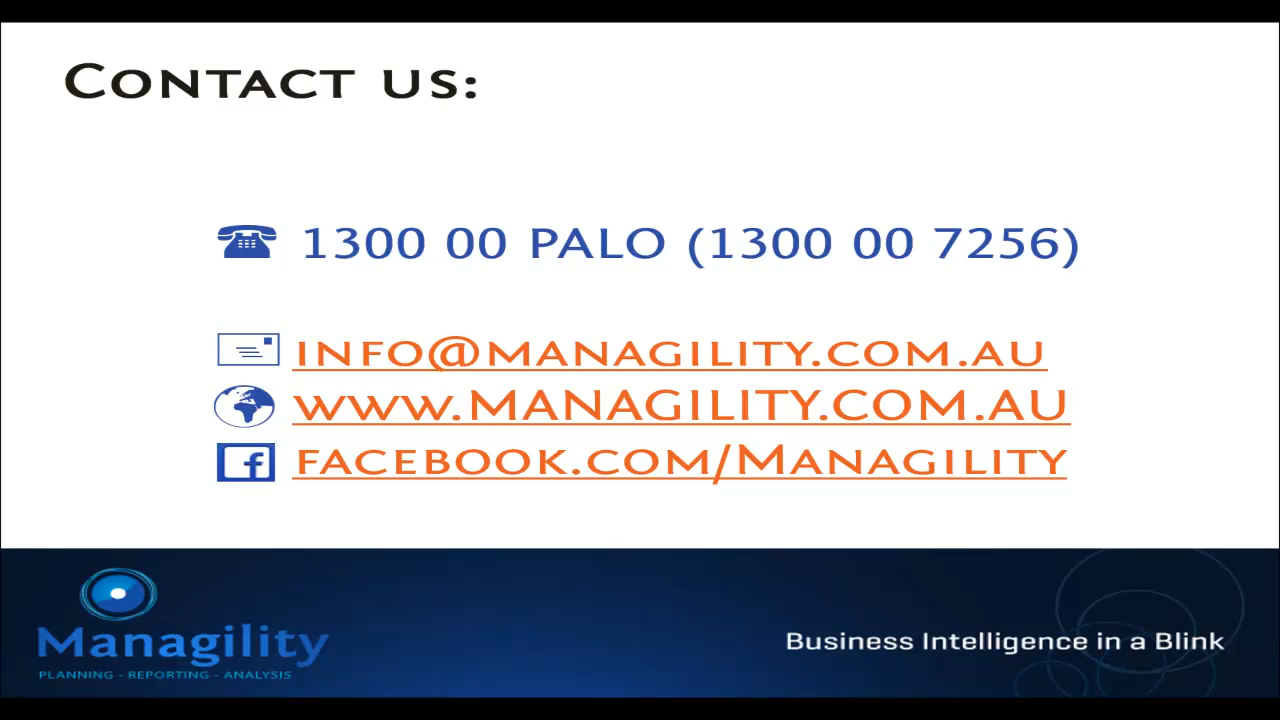 Contact us:
1300 00 PALO (1300 00 7256)
info@managility.com.au
www.MANAGILITY.COM.AU
facebook.com/Managility
Managility
PLANNING - REPORTING - ANALYSIS
Business Intelligence in a Blink